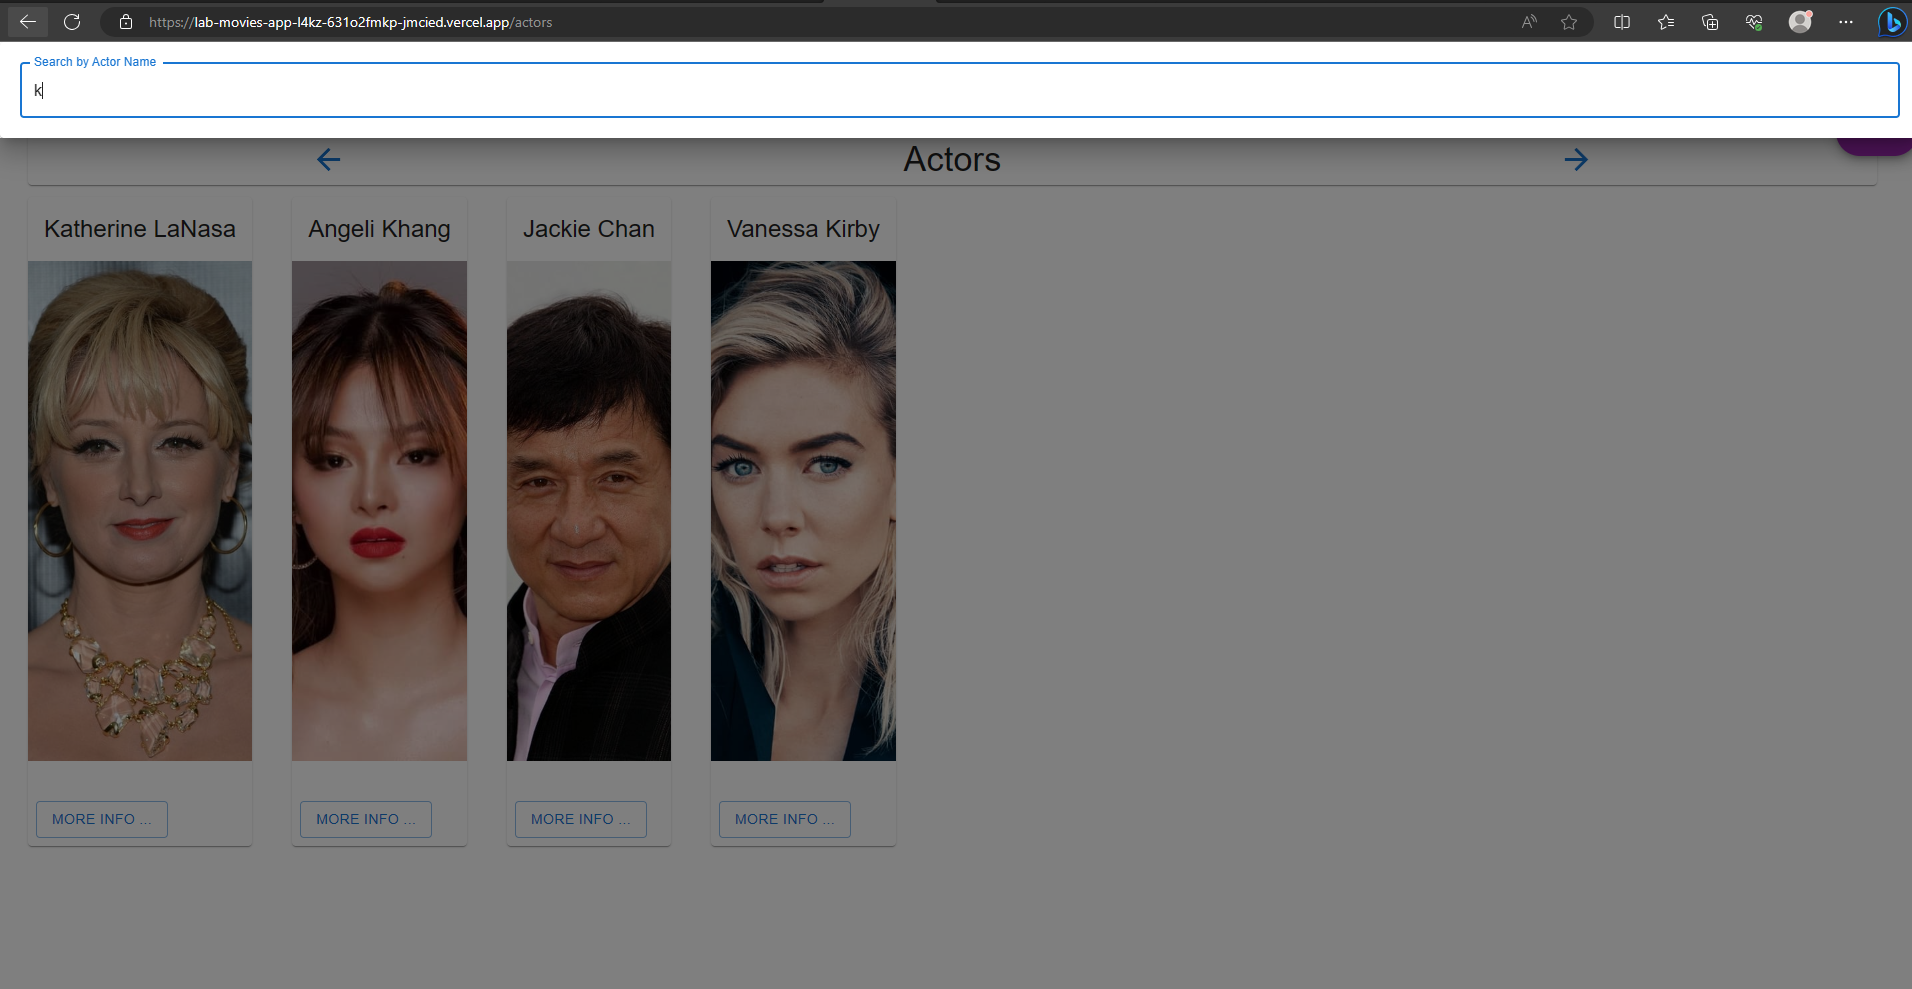 https://lab-movies-app-l4kz-631o2fmkp-jmcied.vercel.app/actors
Search by Actor Name
k
Actors
Katherine LaNasa
Angeli Khang
Jackie Chan
Vanessa Kirby
MORE INFO ...
MORE INFO ...
MORE INFO ...
MORE INFO ...